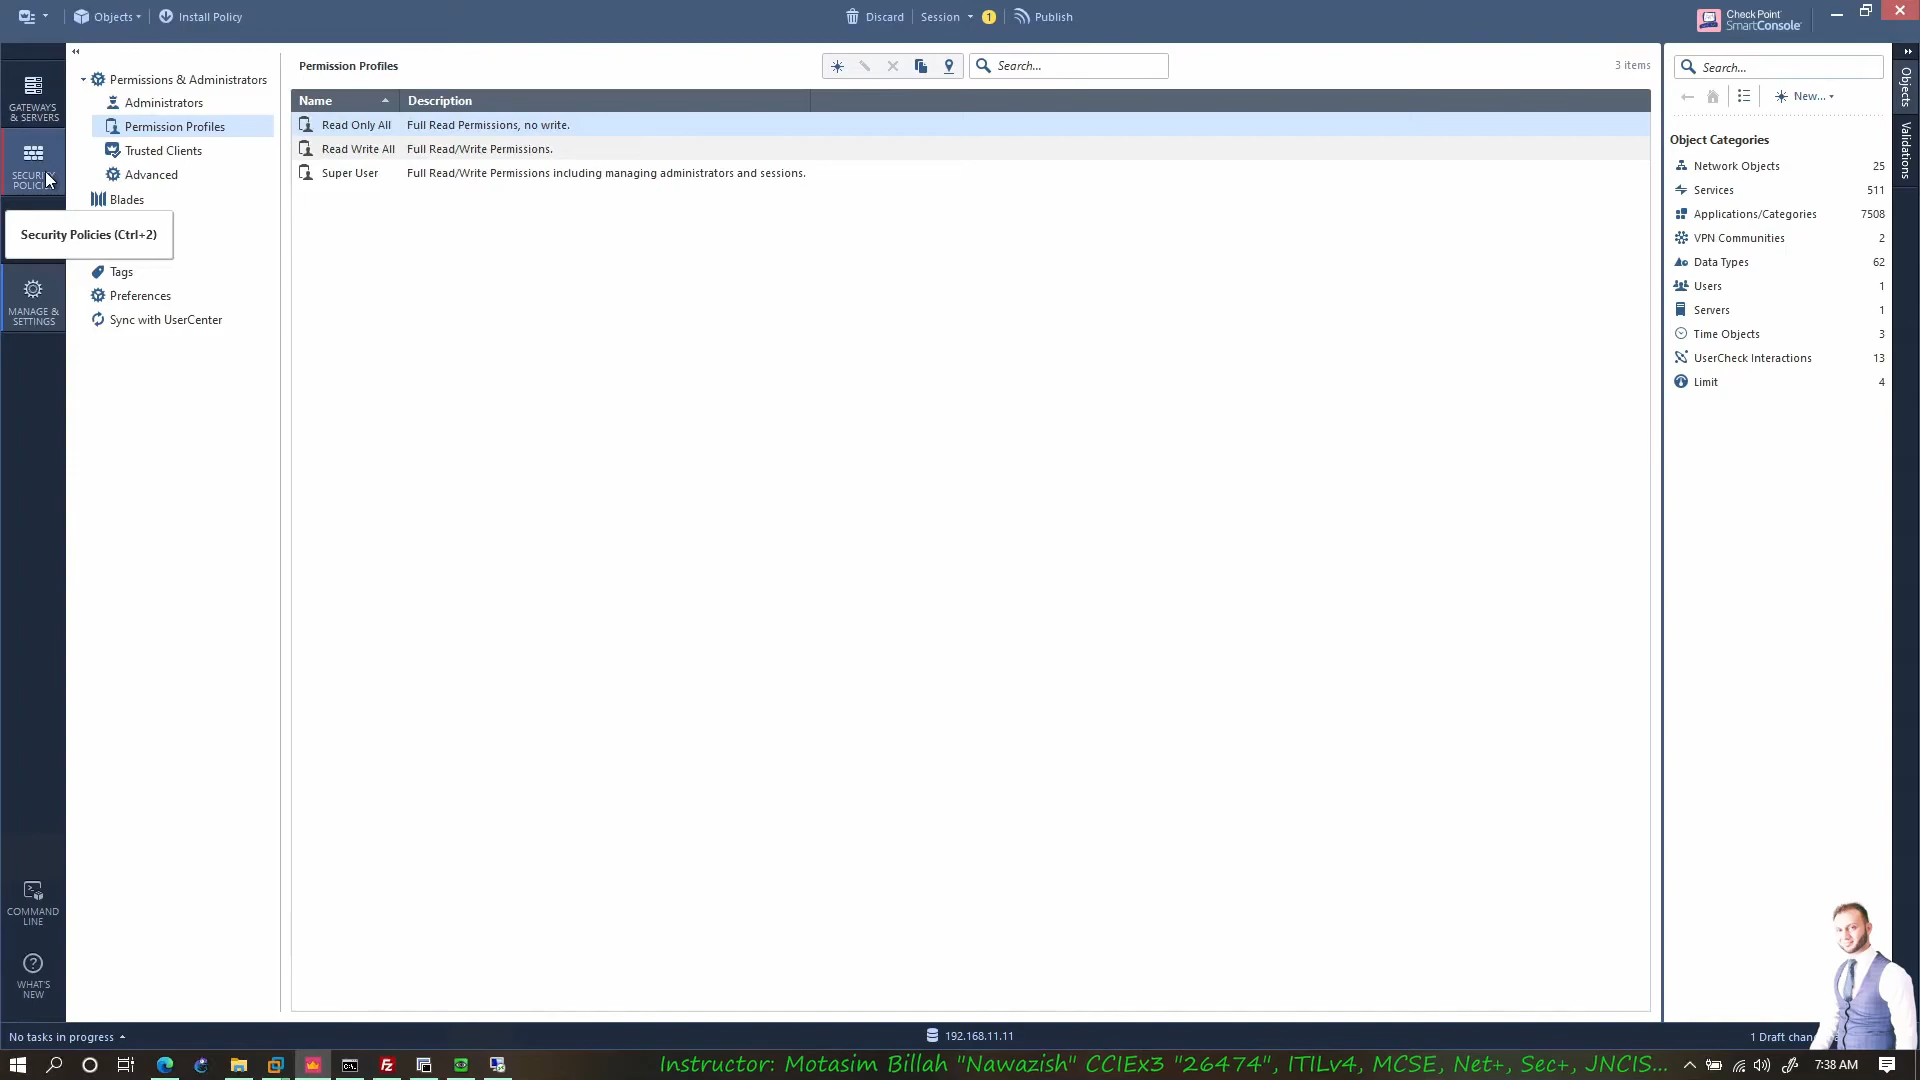 Objects
Install Policy
Discard
Session
1
Publish
Check Point
SmartConsole
GATEWAYS
& SERVERS
SECURITY
Security Policies (Ctrl+2)
MANAGE &
SETTINGS
COMMAND
LINE
WHAT'S
NEW
Permissions & Administrators
Administrators
Permission Profiles
Trusted Clients
Advanced
Blades
Tags
Preferences
Sync with UserCenter
Permission Profiles
Search...
3 items
Name Description
Read Only All Full Read Permissions, no write.
Read Write All Full Read/Write Permissions.
Super User Full Read/Write Permissions including managing administrators and sessions.
Search...
New...
Object Categories
Network Objects 25
Services 511
Applications/Categories 7508
VPN Communities 2
Data Types 62
Users 1
Servers 1
Time Objects 3
UserCheck Interactions 13
Limit 4
Objects
Validations
No tasks in progress
192.168.11.11
1 Draft
Instructor: Motasim Billah "Nawazish" CCIEx3 "26474", ITILv4, MCSE, Net+, Sec+, JNCIS...
7:38 AM